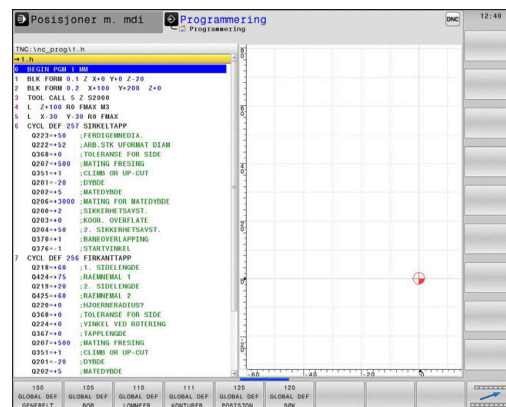 Posisjoner m. mdi
Programmering
Programmering
DNC
12:40
TNC:\nc_prog\1.h
→1.h
0 BEGIN PGM 1 MM
1 BLK FORM 0.1 Z X+0 Y+0 Z-20
2 BLK FORM 0.2 X+100 Y+200 Z+0
3 TOOL CALL 5 Z S2000
4 L Z+100 R0 FMAX M3
5 L X-30 Y-30 R0 FMAX
6 CYCL DEF 257 SIRKELTAPP
Q223=+50 ;FERDIGEMNEDIA.
Q222=+52 ;ARB.STK UFORMAT DIAM
Q368=+0 ;TOLERANSE FOR SIDE
Q207=+500 ;MATING FRESING
Q351=+1 ;CLIMB OR UP-CUT
Q201=-20 ;DYBDE
Q202=+5 ;MATEDYBDE
Q206=+3000 ;MATING FOR MATEDYBDE
Q200=+2 ;SIKKERHETSAVST.
Q203=+0 ;KOOR. OVERFLATE
Q204=+50 ;2. SIKKERHETSAVST.
Q370=+1 ;BANEOVERLAPPING
Q376=-1 ;STARTVINKEL
7 CYCL DEF 256 FIRKANTTAPP
Q218=+60 ;1. SIDELENGDE
Q424=+75 ;RAEMNEMAL 1
Q219=+20 ;2. SIDELENGDE
Q425=+60 ;RAEMNEMAL 2
Q220=+0 ;HJOERNERADIUS?
Q368=+0 ;TOLERANSE FOR SIDE
Q224=+0 ;VINKEL VED ROTERING
Q367=+0 ;TAPPLENGDE
Q207=+500 ;MATING FRESING
Q351=+1 ;CLIMB OR UP-CUT
Q201=-20 ;DYBDE
Q202=+5 ;MATEDYBDE
-60 -40 -20 0
100 105 110 111 125 120
GLOBAL DEF GLOBAL DEF GLOBAL DEF GLOBAL DEF GLOBAL DEF GLOBAL DEF
GENERELT BOR LOMMEFR KONTURFR POSISJON SØK